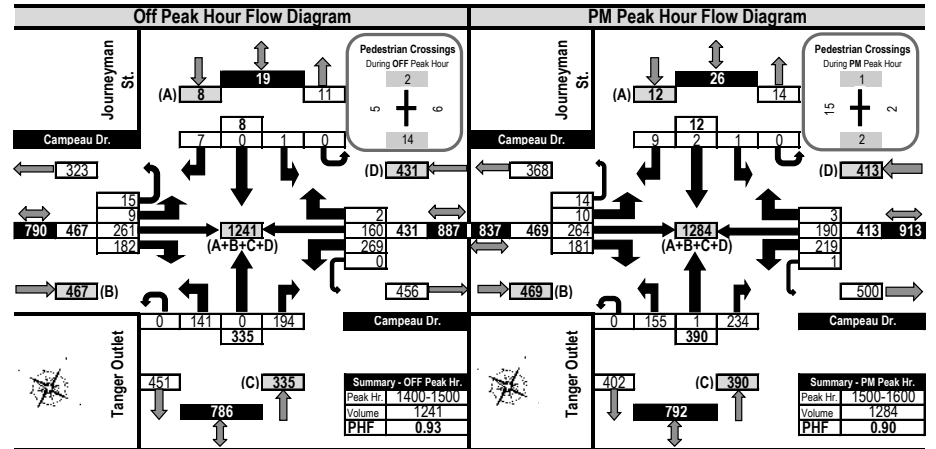 Off Peak Hour Flow Diagram
Journeyman St.
Campeau Dr.
19
(A) 8 11
Pedestrian Crossings
During OFF Peak Hour
2
5 6
14
8
7 0 1 0
323
(D) 431
15
9
261
182
790 467
1241
(A+B+C+D)
2
160
269
0
431 887
467 (B)
456
0 141 0 194
335
Campeau Dr.
Tanger Outlet
451 (C) 335
786
Summary - OFF Peak Hr.
Peak Hr. 1400-1500
Volume 1241
PHF 0.93
PM Peak Hour Flow Diagram
Journeyman St.
Campeau Dr.
26
(A) 12 14
Pedestrian Crossings
During PM Peak Hour
1
15 2
2
12
9 2 1 0
368
(D) 413
14
10
264
181
837 469
1284
(A+B+C+D)
3
190
219
1
413 913
469 (B)
500
0 155 1 234
390
Campeau Dr.
Tanger Outlet
402 (C) 390
792
Summary - PM Peak Hr.
Peak Hr. 1500-1600
Volume 1284
PHF 0.90